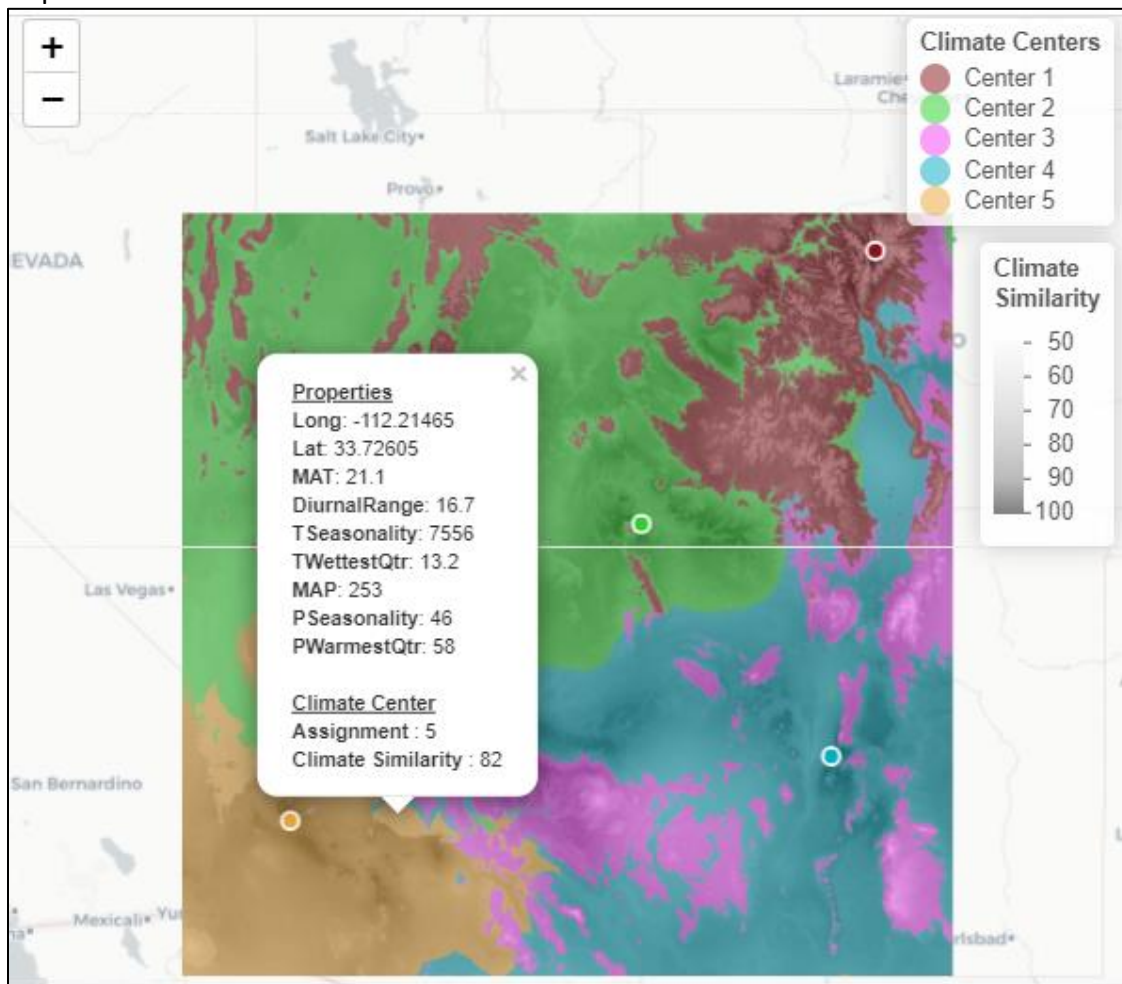 +
−
Salt Lake City
Provo
EVADA
Las Vegas
San Bernardino
Mexicali
Yu
Laramie
Che
O
rlsbad
Climate Centers
Center 1
Center 2
Center 3
Center 4
Center 5
Climate
Similarity
50
60
70
80
90
100
×
Properties
Long: -112.21465
Lat: 33.72605
MAT: 21.1
DiurnalRange: 16.7
TSeasonality: 7556
TWettestQtr: 13.2
MAP: 253
PSeasonality: 46
PWarmestQtr: 58
Climate Center
Assignment : 5
Climate Similarity : 82